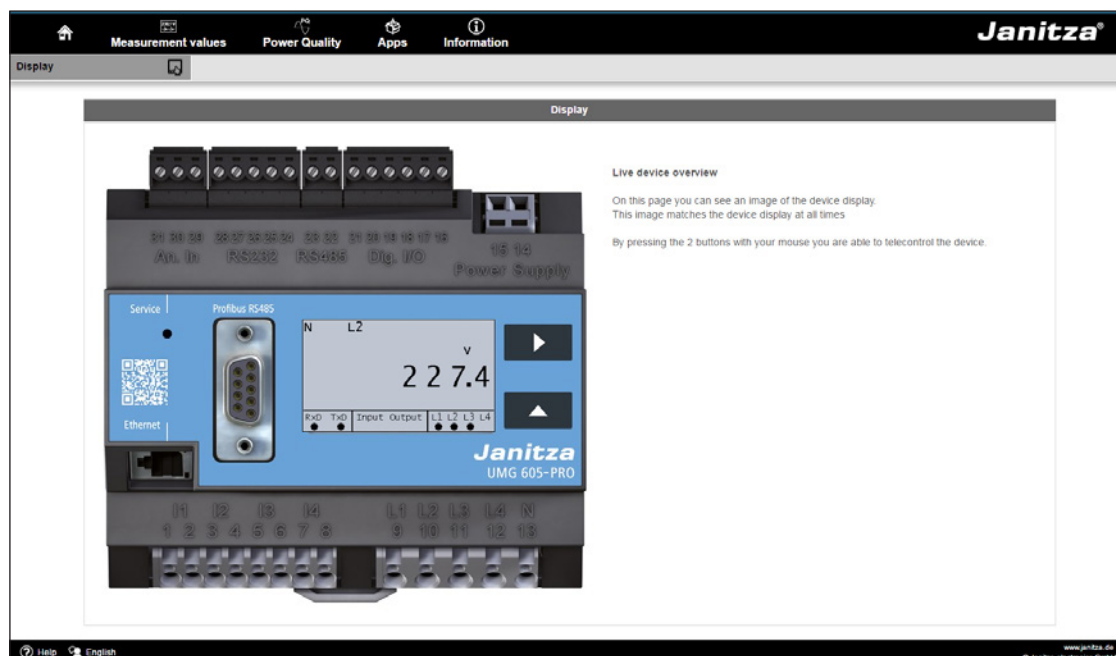 Measurement values
Power Quality
Apps
Information
Janitza®
Display
Display
Live device overview
On this page you can see an image of the device display.
This image matches the device display at all times
By pressing the 2 buttons with your mouse you are able to telecontrol the device.
An. In
RS232
RS485
Dig. I/O
15 14
Power Supply
Service
Profibus RS485
N L2
V
227.4
RxD TxD Input Output L1 L2 L3 L4
Ethernet
Janitza
UMG 605-PRO
I1 I2 I3 I4 L1 L2 L3 L4 N
1 2 3 4 5 6 7 8 9 10 11 12 13
Help
English
www.janitza.de